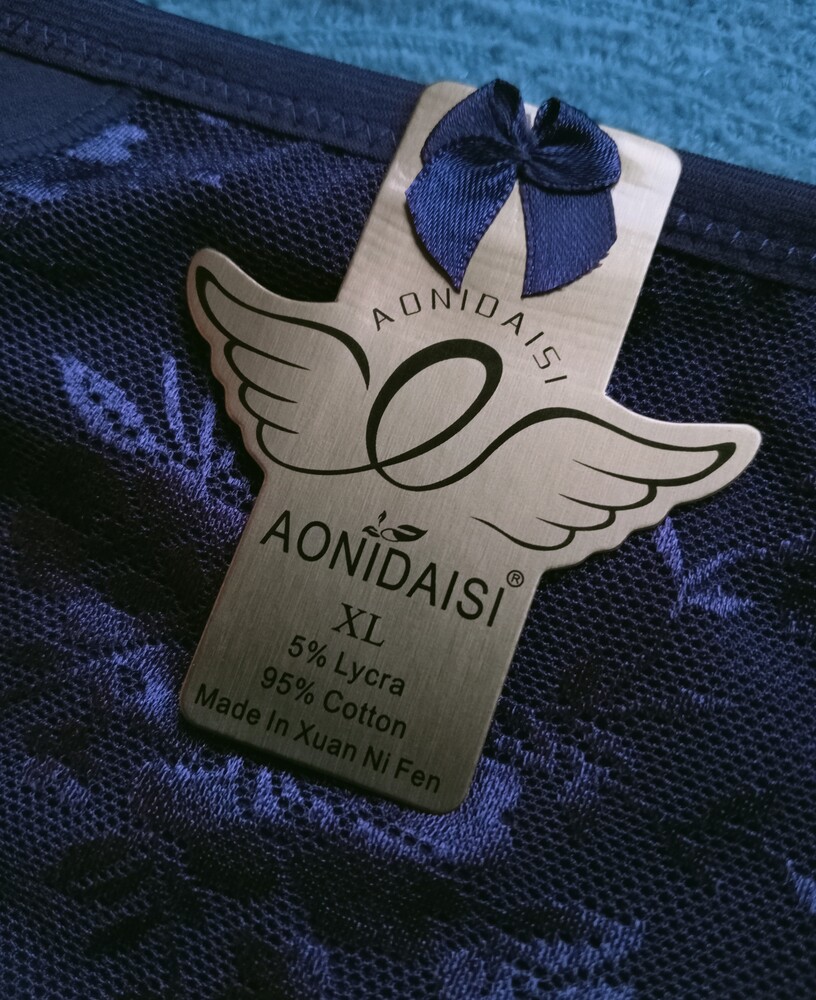 AONIDAISI
AONIDAISI®
XL
5% Lycra
95% Cotton
Made In Xuan Ni Fen